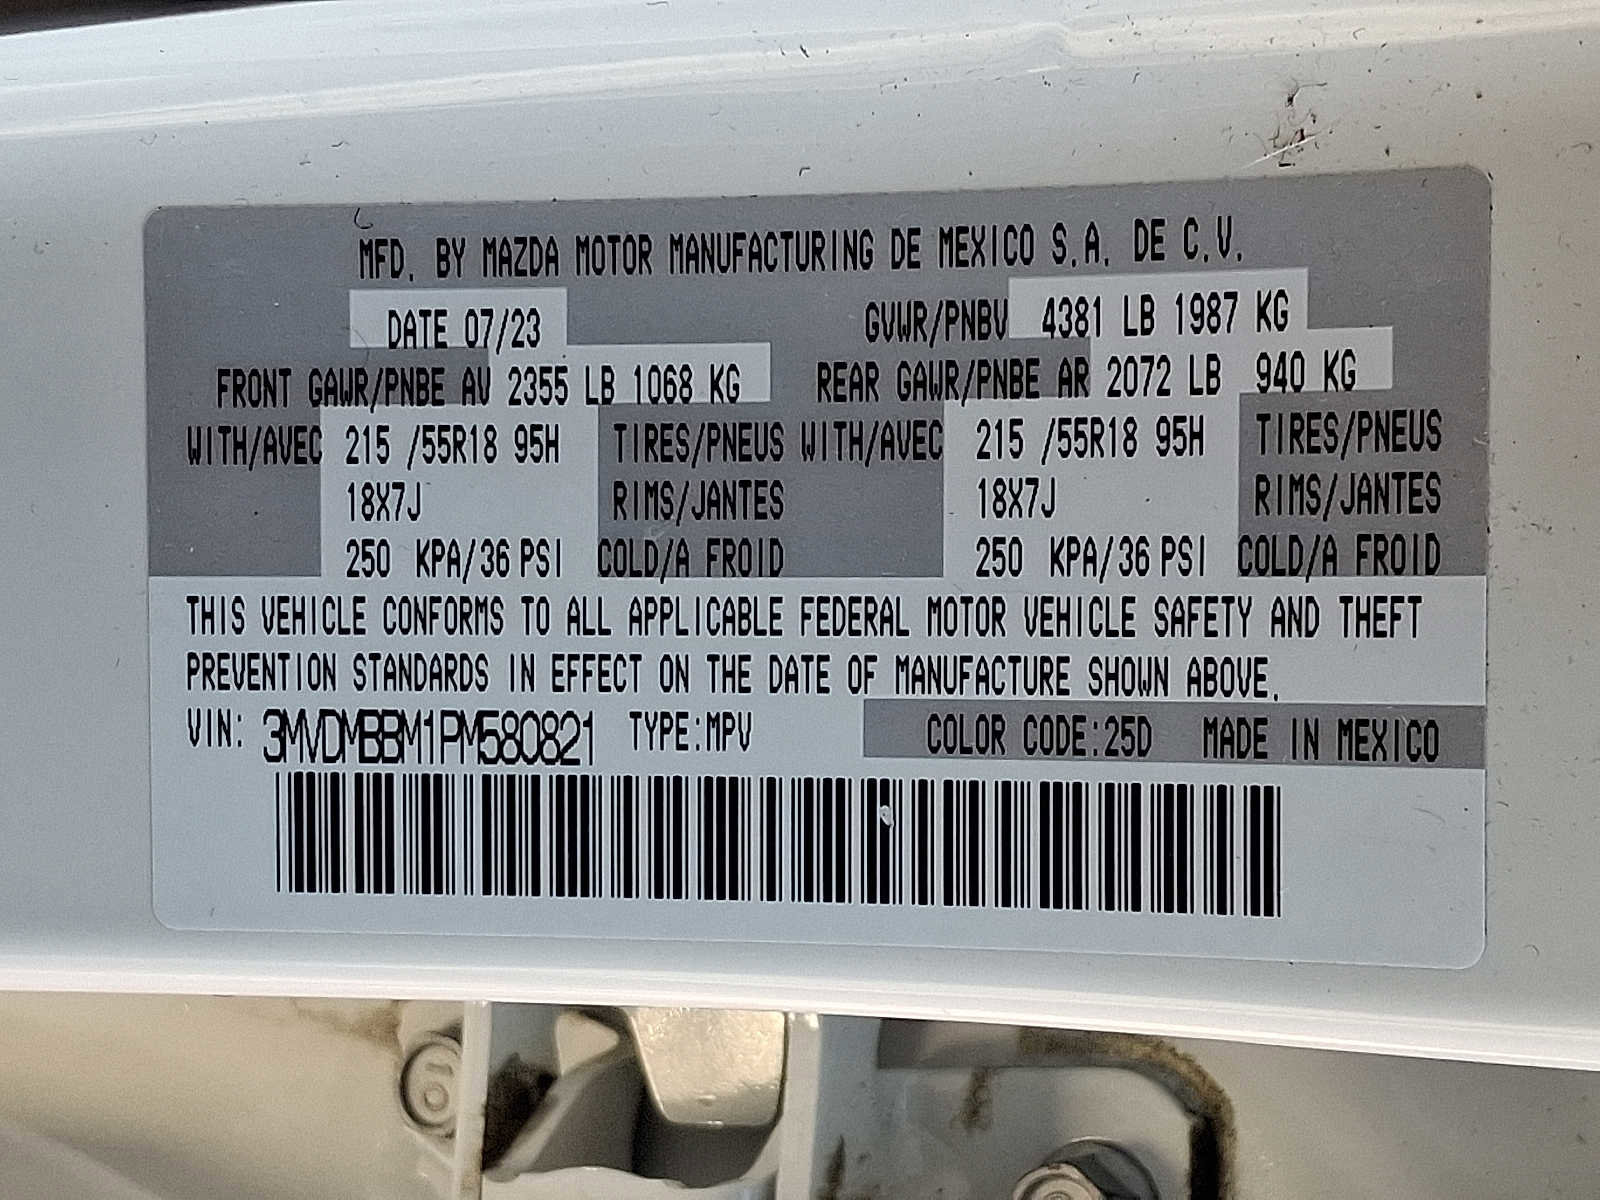 MFD. BY MAZDA MOTOR MANUFACTURING DE MEXICO S.A. DE C.V.
DATE 07/23 GVWR/PNBV 4381 LB 1987 KG
FRONT GAWR/PNBE AV 2355 LB 1068 KG REAR GAWR/PNBE AR 2072 LB 940 KG
WITH/AVEC 215 /55R18 95H TIRES/PNEUS WITH/AVEC 215 /55R18 95H TIRES/PNEUS
18X7J RIMS/JANTES 18X7J RIMS/JANTES
250 KPA/36 PSI COLD/A FROID 250 KPA/36 PSI COLD/A FROID
THIS VEHICLE CONFORMS TO ALL APPLICABLE FEDERAL MOTOR VEHICLE SAFETY AND THEFT
PREVENTION STANDARDS IN EFFECT ON THE DATE OF MANUFACTURE SHOWN ABOVE.
VIN: 3MVDMBBM1PM580821 TYPE:MPV COLOR CODE:25D MADE IN MEXICO